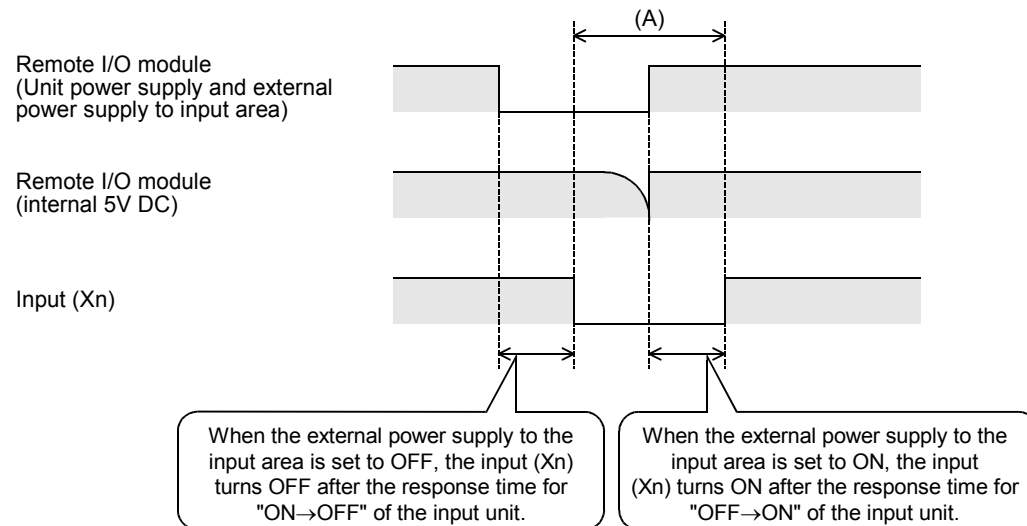 (A)
Remote I/O module
(Unit power supply and external
power supply to input area)
Remote I/O module
(internal 5V DC)
Input (Xn)
When the external power supply to the
input area is set to OFF, the input (Xn)
turns OFF after the response time for
"ON→OFF" of the input unit.
When the external power supply to the
input area is set to ON, the input
(Xn) turns ON after the response time for
"OFF→ON" of the input unit.